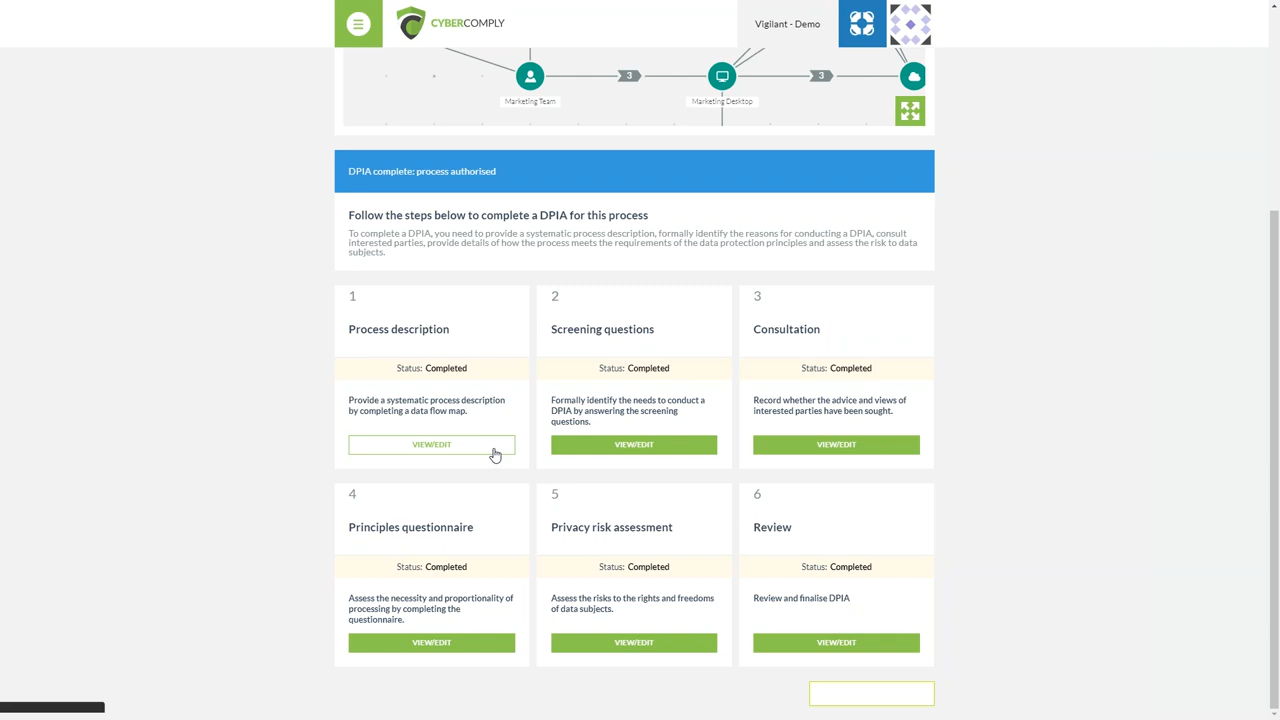 CYBERCOMPLY
Vigilant - Demo
3
3
Marketing Team
Marketing Desktop
DPIA complete: process authorised
Follow the steps below to complete a DPIA for this process
To complete a DPIA, you need to provide a systematic process description, formally identify the reasons for conducting a DPIA, consult
interested parties, provide details of how the process meets the requirements of the data protection principles and assess the risk to data
subjects.
1
Process description
Status: Completed
Provide a systematic process description
by completing a data flow map.
VIEW/EDIT
2
Screening questions
Status: Completed
Formally identify the needs to conduct a
DPIA by answering the screening
questions.
VIEW/EDIT
3
Consultation
Status: Completed
Record whether the advice and views of
interested parties have been sought.
VIEW/EDIT
4
Principles questionnaire
Status: Completed
Assess the necessity and proportionality of
processing by completing the
questionnaire.
VIEW/EDIT
5
Privacy risk assessment
Status: Completed
Assess the risks to the rights and freedoms
of data subjects.
VIEW/EDIT
6
Review
Status: Completed
Review and finalise DPIA
VIEW/EDIT